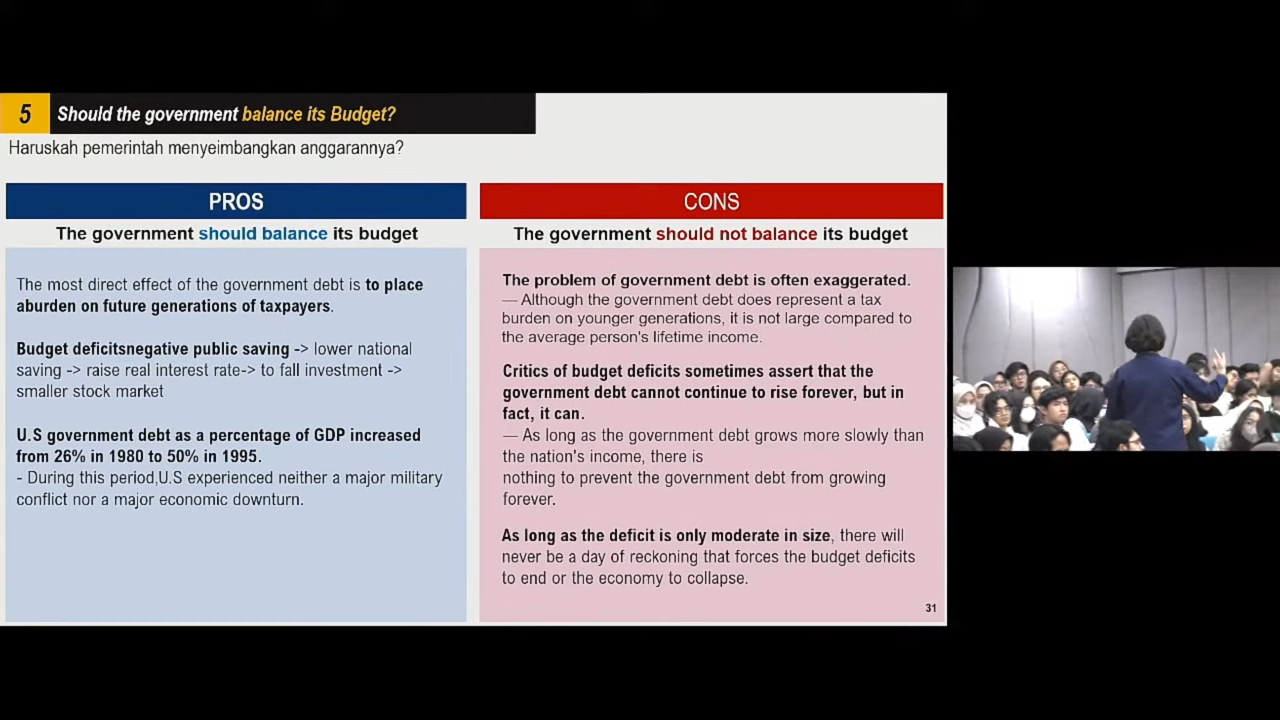 5
Should the government balance its Budget?
Haruskah pemerintah menyeimbangkan anggarannya?
PROS
The government should balance its budget
The most direct effect of the government debt is to place
aburden on future generations of taxpayers.
Budget deficitsnegative public saving -> lower national
saving -> raise real interest rate-> to fall investment ->
smaller stock market
U.S government debt as a percentage of GDP increased
from 26% in 1980 to 50% in 1995.
- During this period,U.S experienced neither a major military
conflict nor a major economic downturn.
CONS
The government should not balance its budget
The problem of government debt is often exaggerated.
— Although the government debt does represent a tax
burden on younger generations, it is not large compared to
the average person's lifetime income.
Critics of budget deficits sometimes assert that the
government debt cannot continue to rise forever, but in
fact, it can.
— As long as the government debt grows more slowly than
the nation's income, there is
nothing to prevent the government debt from growing
forever.
As long as the deficit is only moderate in size, there will
never be a day of reckoning that forces the budget deficits
to end or the economy to collapse.
31